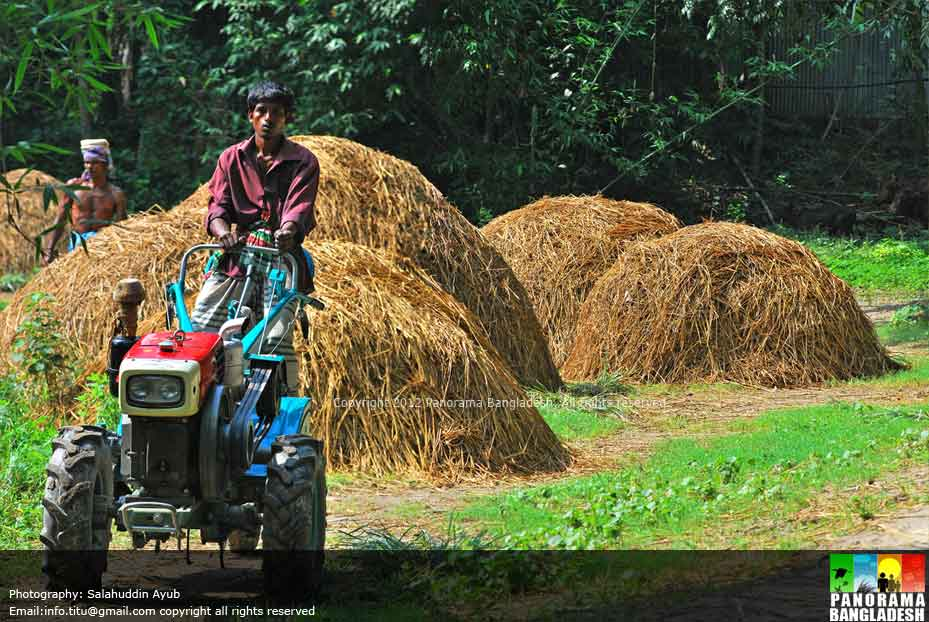 Copyright 2012 Panorama Bangladesh. All rights reserved
Photography: Salahuddin Ayub
Email:info.titu@gmail.com copyright all rights reserved
PANORAMA
BANGLADESH